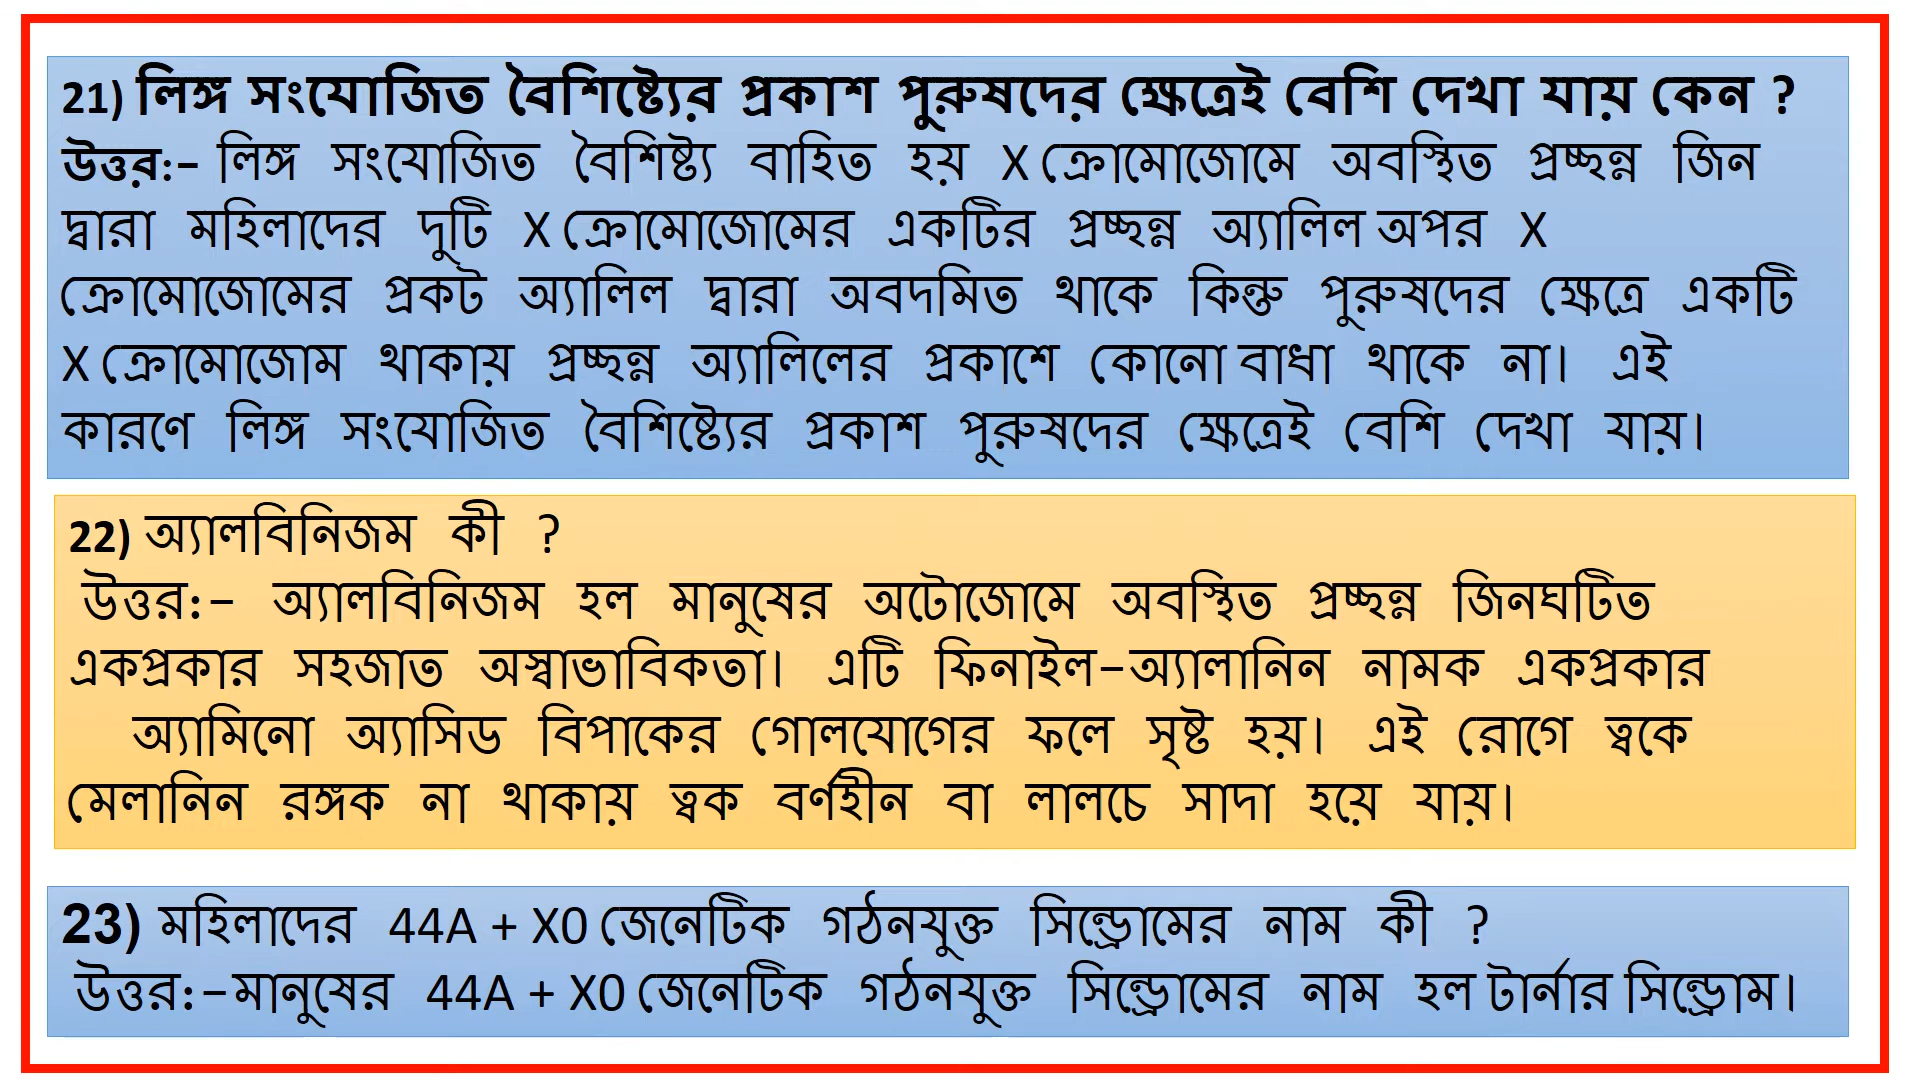 21) লিঙ্গ সংযোজিত বৈশিষ্ট্যের প্রকাশ পুরুষদের ক্ষেত্রেই বেশি দেখা যায় কেন ?
উত্তর:– লিঙ্গ সংযোজিত বৈশিষ্ট্য বাহিত হয় X ক্রোমোজোমে অবস্থিত প্রচ্ছন্ন জিন
দ্বারা মহিলাদের দুটি X ক্রোমোজোমের একটির প্রচ্ছন্ন অ্যালিল অপর X
ক্রোমোজোমের প্রকট অ্যালিল দ্বারা অবদমিত থাকে কিন্তু পুরুষদের ক্ষেত্রে একটি
X ক্রোমোজোম থাকায় প্রচ্ছন্ন অ্যালিলের প্রকাশে কোনো বাধা থাকে না। এই
কারণে লিঙ্গ সংযোজিত বৈশিষ্ট্যের প্রকাশ পুরুষদের ক্ষেত্রেই বেশি দেখা যায়।
22) অ্যালবিনিজম কী ?
উত্তর:– অ্যালবিনিজম হল মানুষের অটোজোমে অবস্থিত প্রচ্ছন্ন জিনঘটিত
একপ্রকার সহজাত অস্বাভাবিকতা। এটি ফিনাইল–অ্যালানিন নামক একপ্রকার
অ্যামিনো অ্যাসিড বিপাকের গোলযোগের ফলে সৃষ্ট হয়। এই রোগে ত্বকে
মেলানিন রঙ্গক না থাকায় ত্বক বর্ণহীন বা লালচে সাদা হয়ে যায়।
23) মহিলাদের 44A + X0 জেনেটিক গঠনযুক্ত সিন্ড্রোমের নাম কী ?
উত্তর:–মানুষের 44A + X0 জেনেটিক গঠনযুক্ত সিন্ড্রোমের নাম হল টার্নার সিন্ড্রোম।